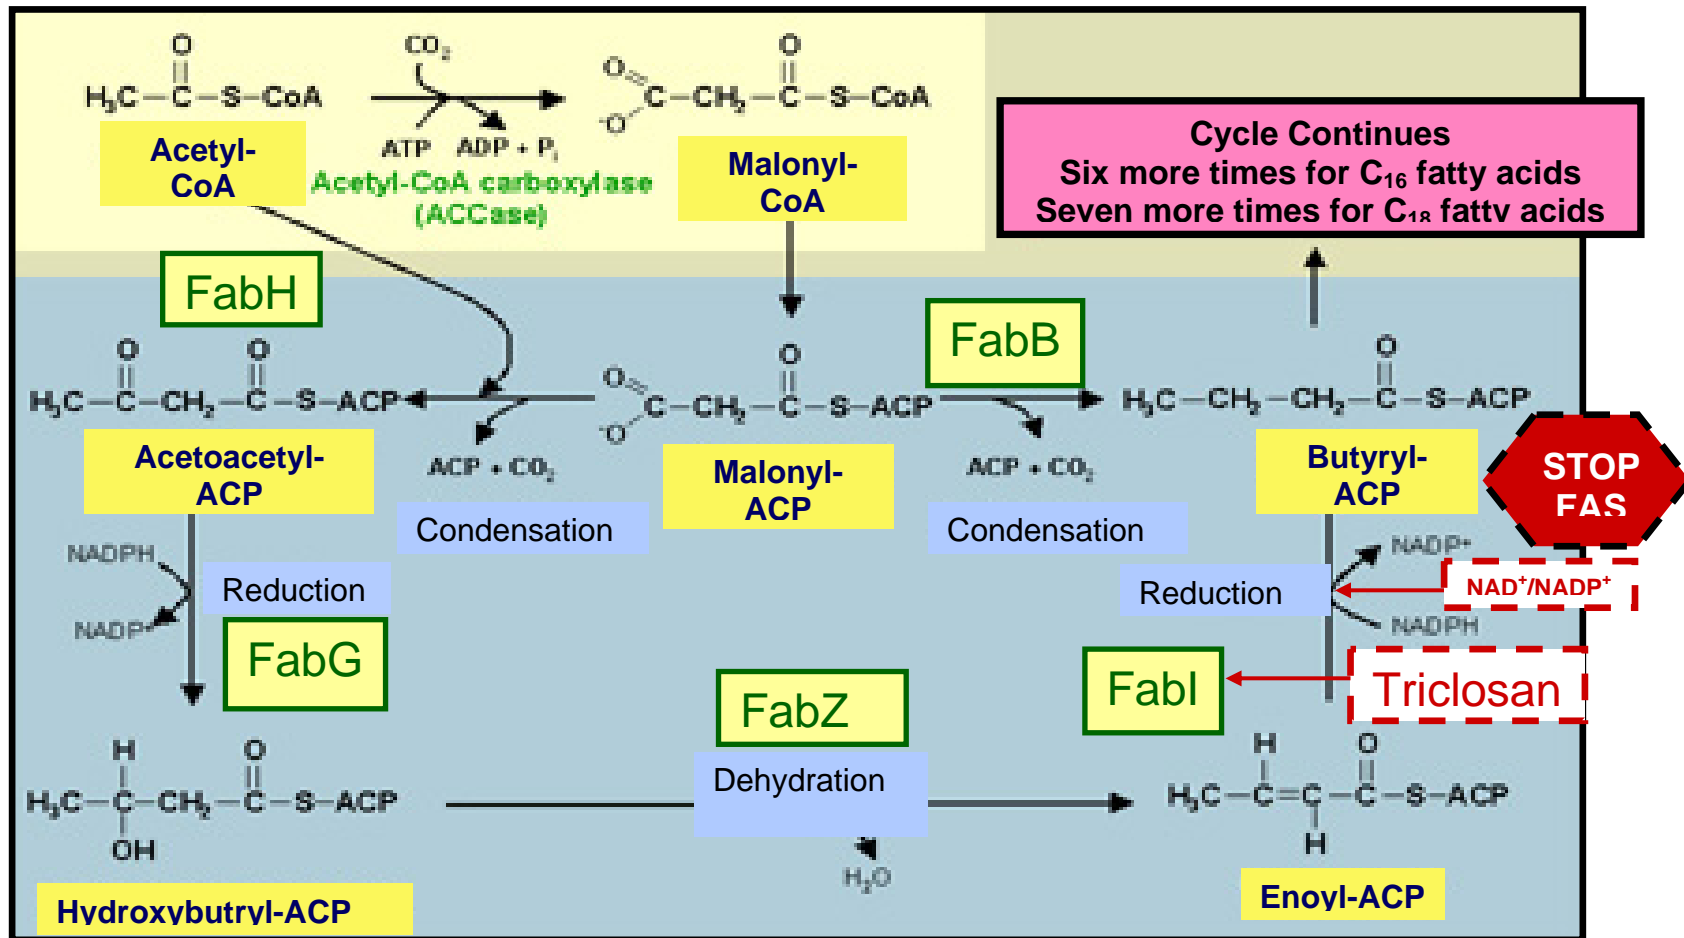 O
H₃C–C–S–CoA
CO₂
ATP ADP + Pᵢ
Acetyl-CoA carboxylase
(ACCase)
O
O
C–CH₂–C–S–CoA
⁻O
Acetyl-
CoA
Malonyl-
CoA
Cycle Continues
Six more times for C₁₆ fatty acids
Seven more times for C₁₈ fatty acids
FabH
FabB
O O
H₃C–C–CH₂–C–S–ACP
O
O
C–CH₂–C–S–ACP
⁻O
O
H₃C–CH₂–CH₂–C–S–ACP
Acetoacetyl-
ACP
ACP + CO₂
Condensation
Malonyl-
ACP
ACP + CO₂
Condensation
Butyryl-
ACP
STOP
FAS
NADPH
NADP⁺
Reduction
FabG
Reduction
NADP⁺
NAD⁺/NADP⁺
NADPH
FabI
Triclosan
FabZ
Dehydration
H₂O
H O
H₃C–C–CH₂–C–S–ACP
OH
Hydroxybutryl-ACP
H O
H₃C–C=C–C–S–ACP
H
Enoyl-ACP